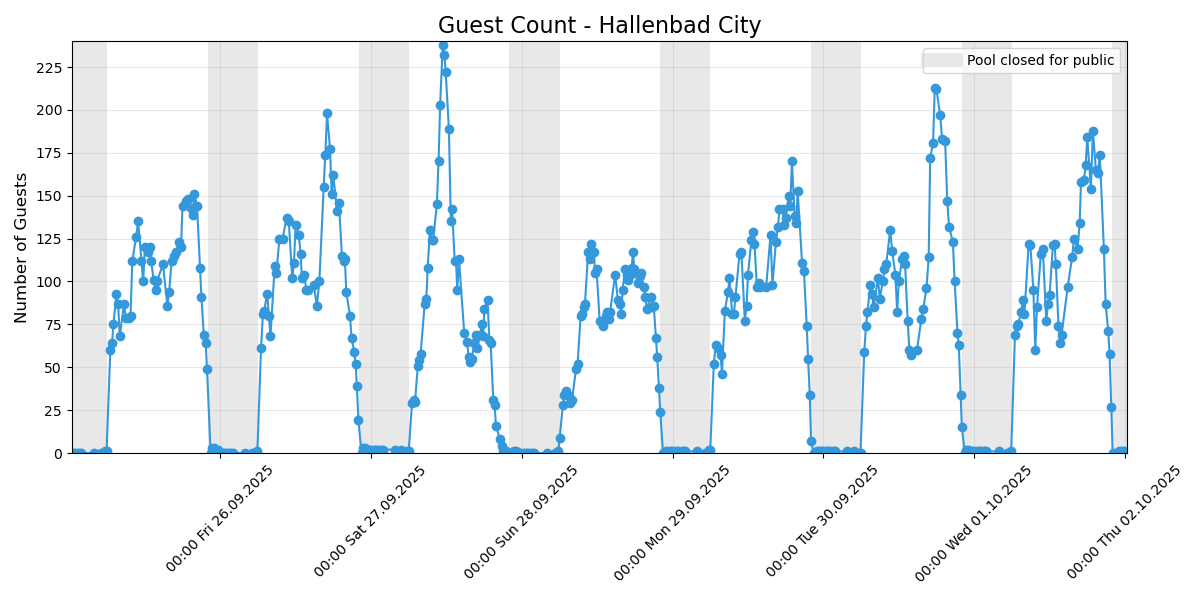 Guest Count - Hallenbad City
Pool closed for public
Number of Guests
225
200
175
150
125
100
75
50
25
0
00:00 Fri 26.09.2025
00:00 Sat 27.09.2025
00:00 Sun 28.09.2025
00:00 Mon 29.09.2025
00:00 Tue 30.09.2025
00:00 Wed 01.10.2025
00:00 Thu 02.10.2025